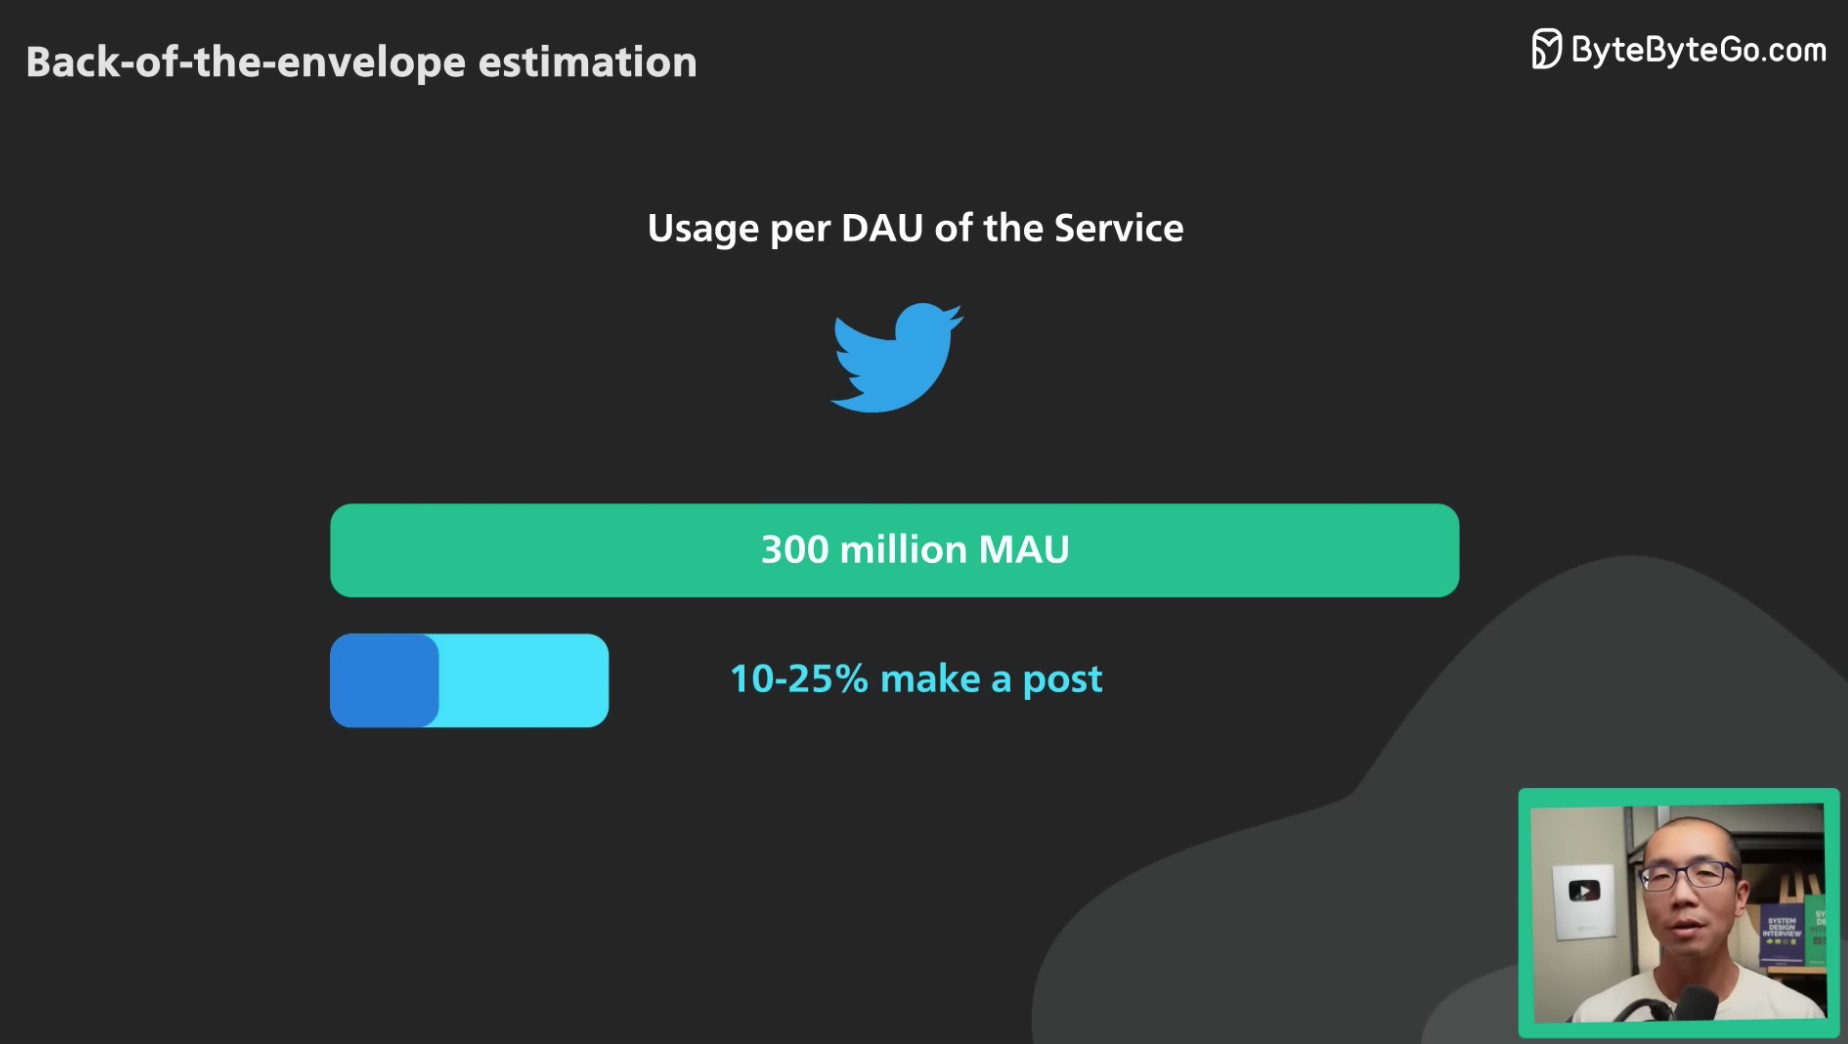 Back-of-the-envelope estimation
ByteByteGo.com
Usage per DAU of the Service
300 million MAU
10-25% make a post
SYSTEM
DESIGN
INTERVIEW